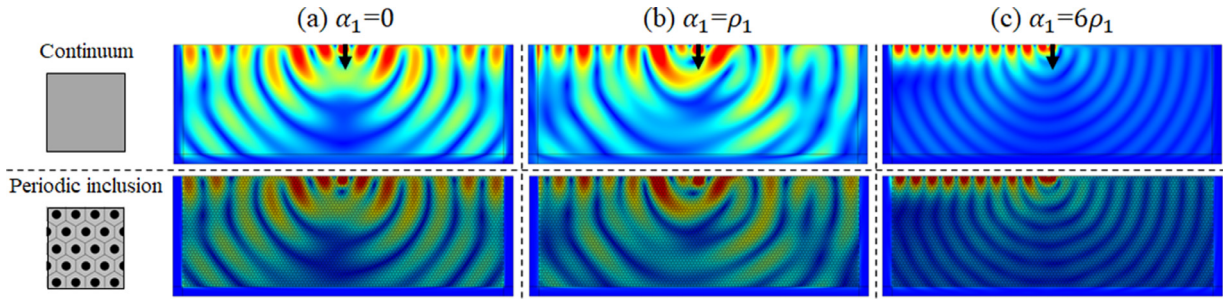 (a) 𝛼₁=0
(b) 𝛼₁=𝜌₁
(c) 𝛼₁=6𝜌₁
Continuum
Periodic inclusion